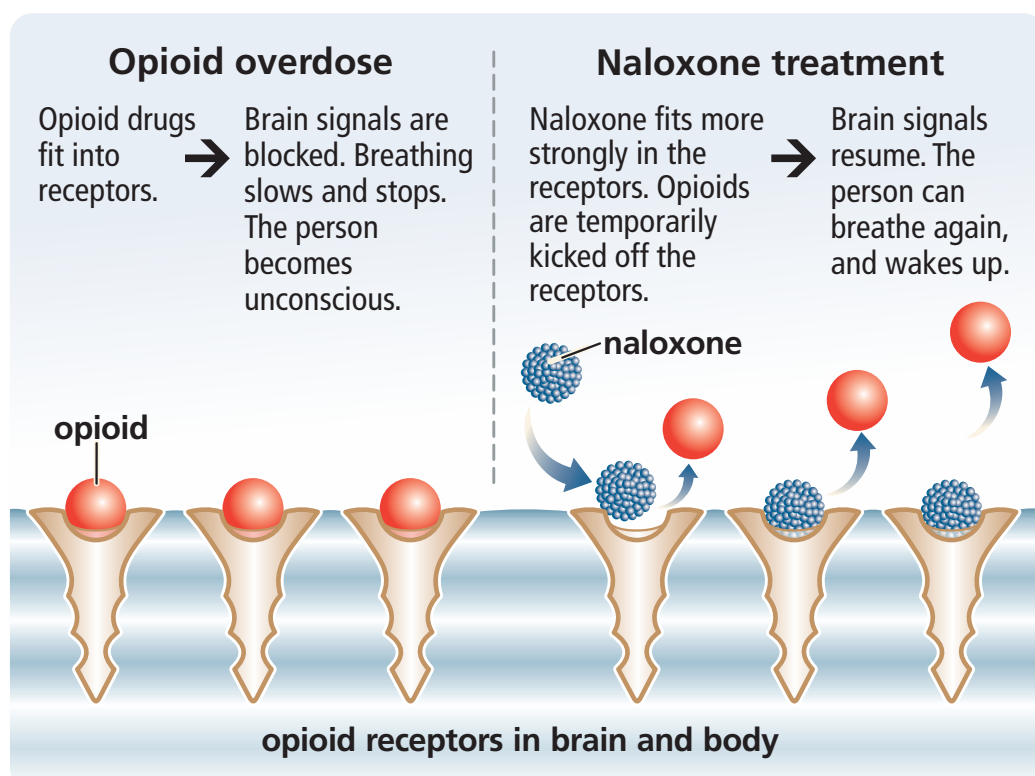 Opioid overdose
Opioid drugs
fit into
receptors.
Brain signals are
blocked. Breathing
slows and stops.
The person
becomes
unconscious.
opioid
Naloxone treatment
Naloxone fits more
strongly in the
receptors. Opioids
are temporarily
kicked off the
receptors.
Brain signals
resume. The
person can
breathe again,
and wakes up.
naloxone
opioid receptors in brain and body